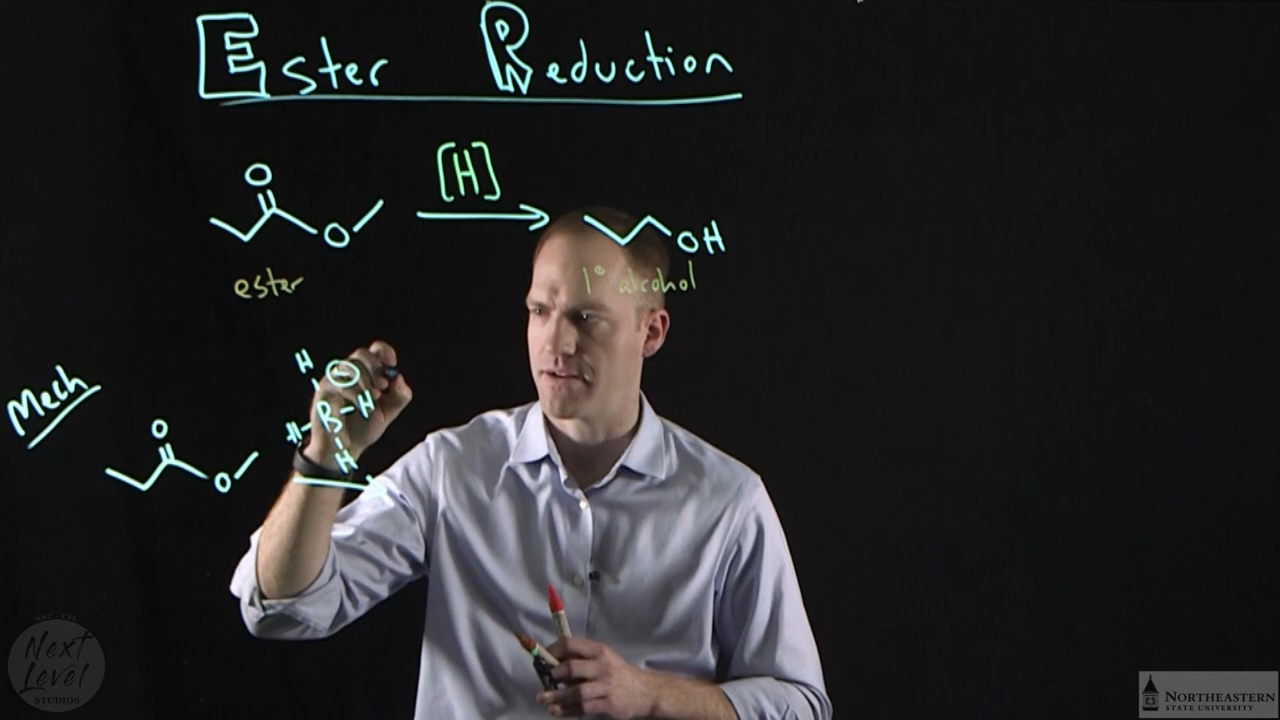 Ester Reduction
O
[H]
O
OH
ester
1° alcohol
Mech
H
O
B
H
H
H
O
Next
Level
STUDIOS
NORTHEASTERN
STATE UNIVERSITY